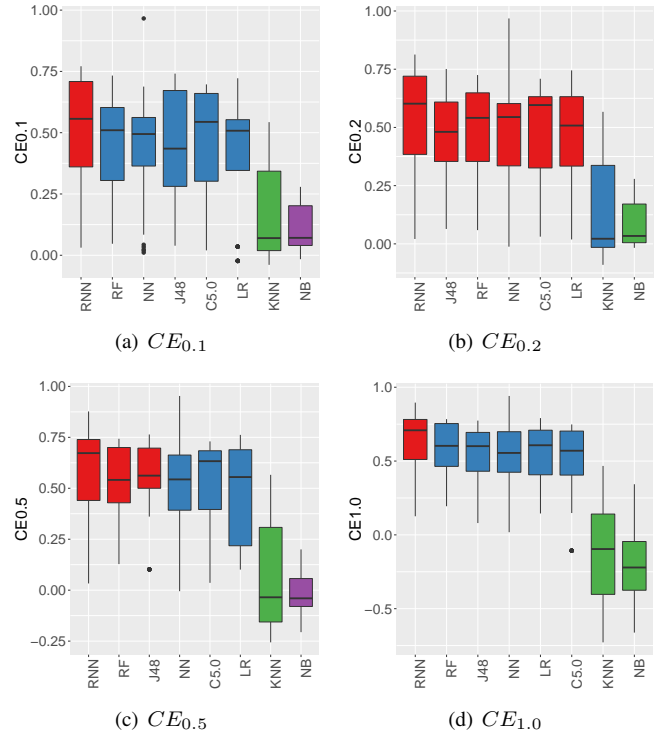 1.00
0.75
0.50
0.25
0.00
CE0.1
RNN
RF
NN
J48
C5.0
LR
KNN
NB
(a) CE0.1
1.00
0.75
0.50
0.25
0.00
CE0.2
RNN
J48
RF
NN
C5.0
LR
KNN
NB
(b) CE0.2
1.00
0.75
0.50
0.25
0.00
−0.25
CE0.5
RNN
RF
J48
NN
C5.0
LR
KNN
NB
(c) CE0.5
1.0
0.5
0.0
−0.5
CE1.0
RNN
RF
J48
NN
LR
C5.0
KNN
NB
(d) CE1.0